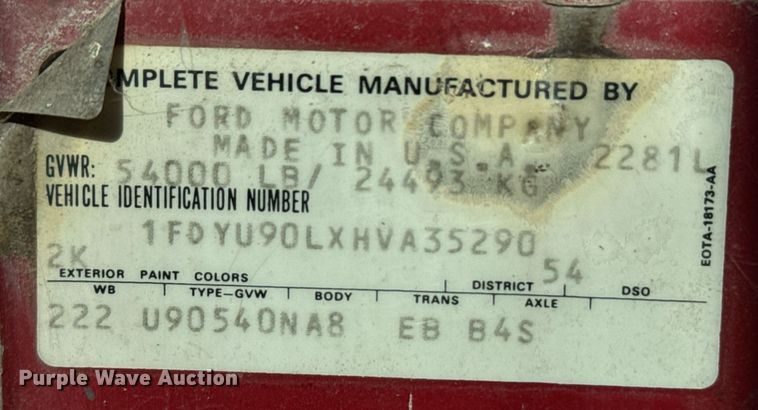 MPLETE VEHICLE MANUFACTURED BY
FORD MOTOR COMPANY
MADE IN U.S.A. 2281L
GVWR: 54000 LB/ 24493 KG
VEHICLE IDENTIFICATION NUMBER
1FDYU90LXHVA35290
2K 54
EXTERIOR PAINT COLORS DISTRICT DSO
WB TYPE-GVW BODY TRANS AXLE
222 U90540NA8 EB B4S
EOTA-18173-AA
Purple Wave Auction